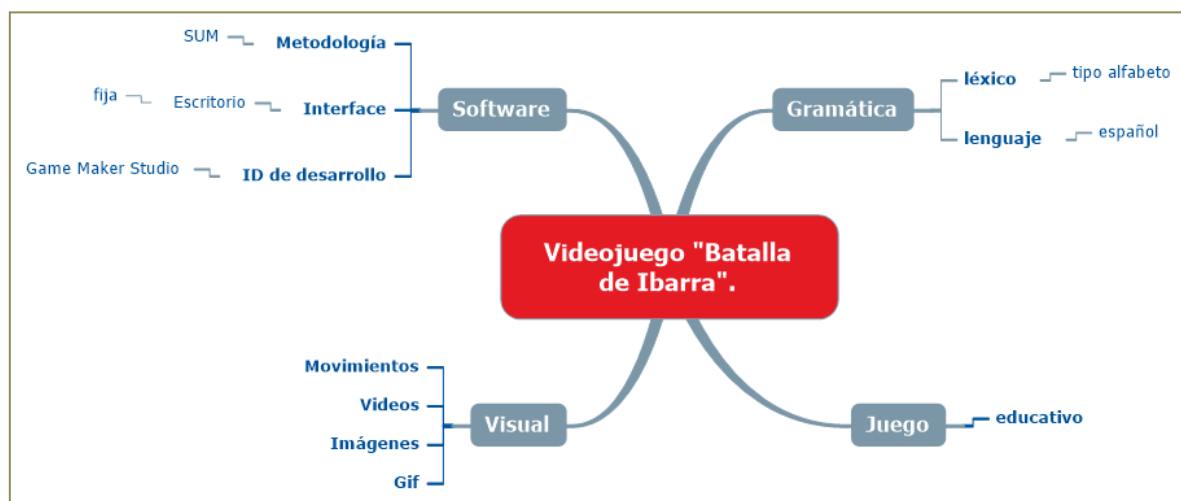 SUM
Metodología
fija
Escritorio
Interface
Game Maker Studio
ID de desarrollo
Software
Gramática
léxico
tipo alfabeto
lenguaje
español
Videojuego "Batalla
de Ibarra".
Movimientos
Videos
Imágenes
Gif
Visual
Juego
educativo